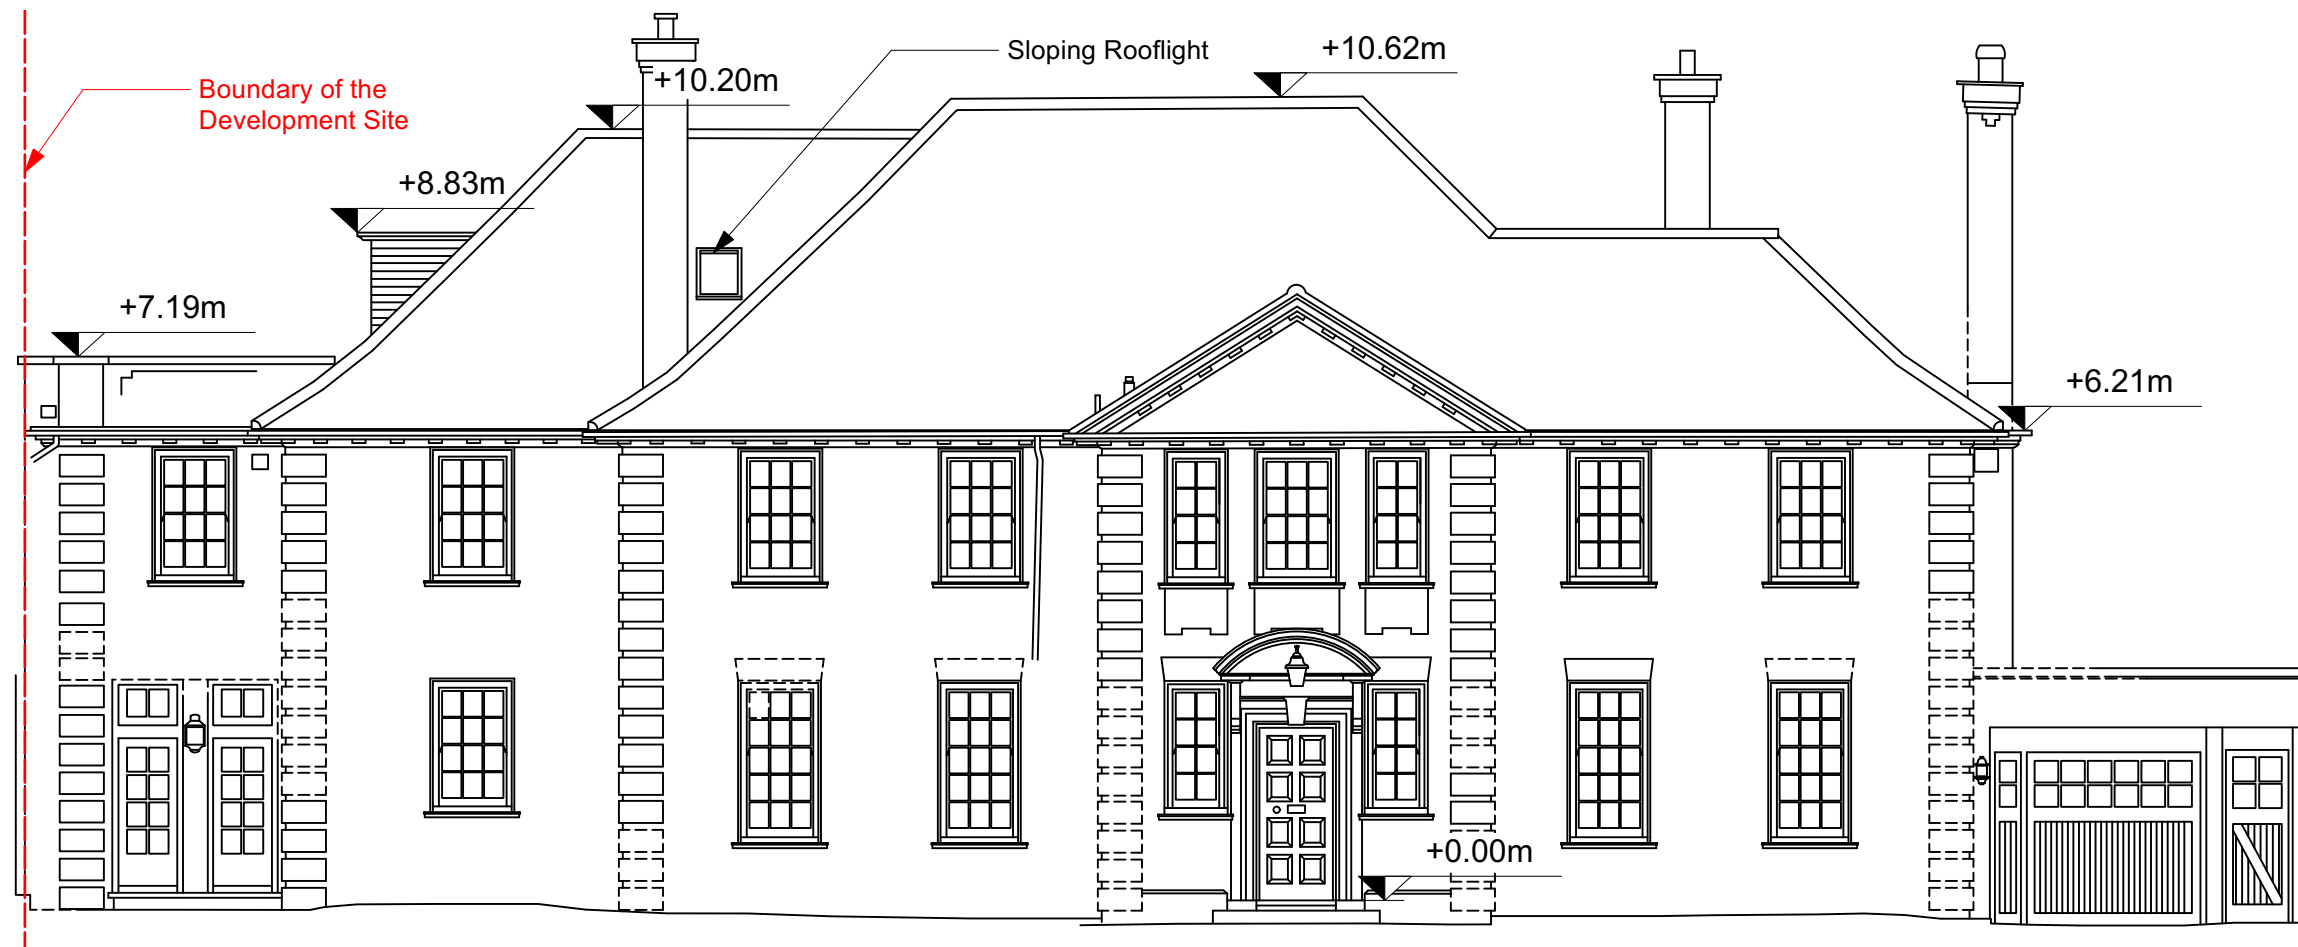 Sloping Rooflight
+10.62m
+10.20m
Boundary of the
Development Site
+8.83m
+7.19m
+6.21m
+0.00m